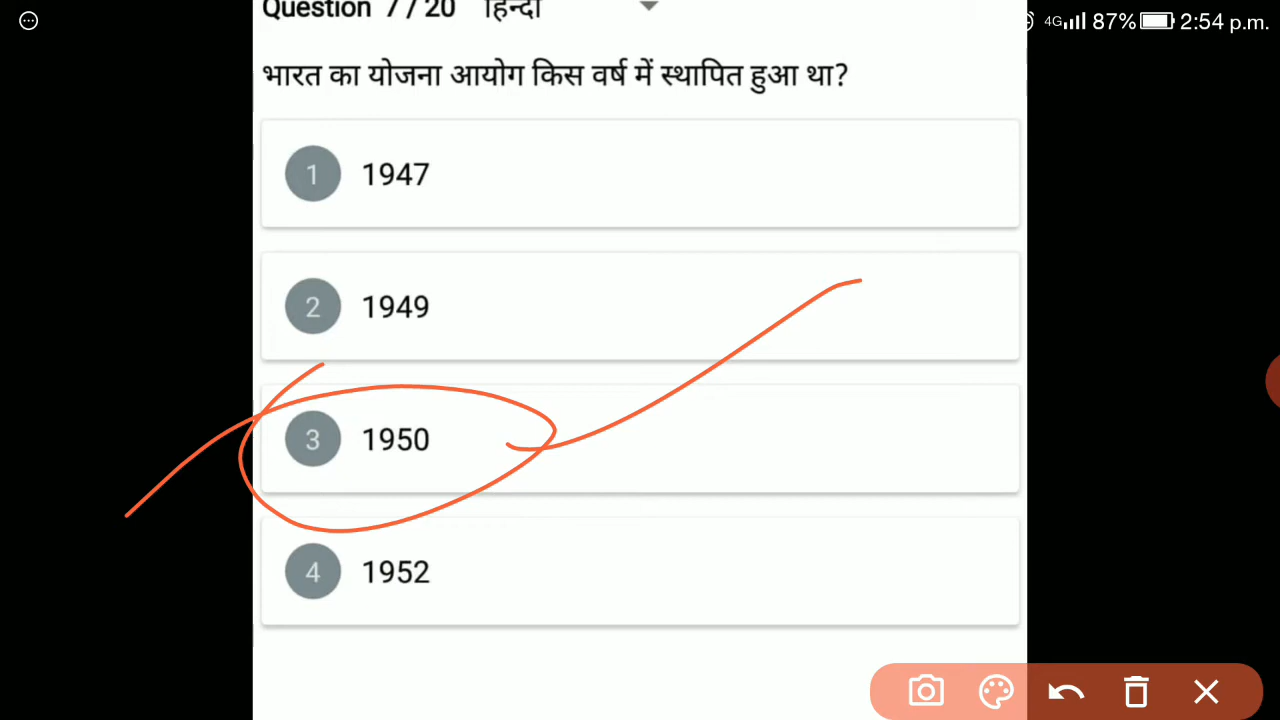 Question 7/20 हिन्दी
4G 87% 2:54 p.m.
भारत का योजना आयोग किस वर्ष में स्थापित हुआ था?
1 1947
2 1949
3 1950
4 1952